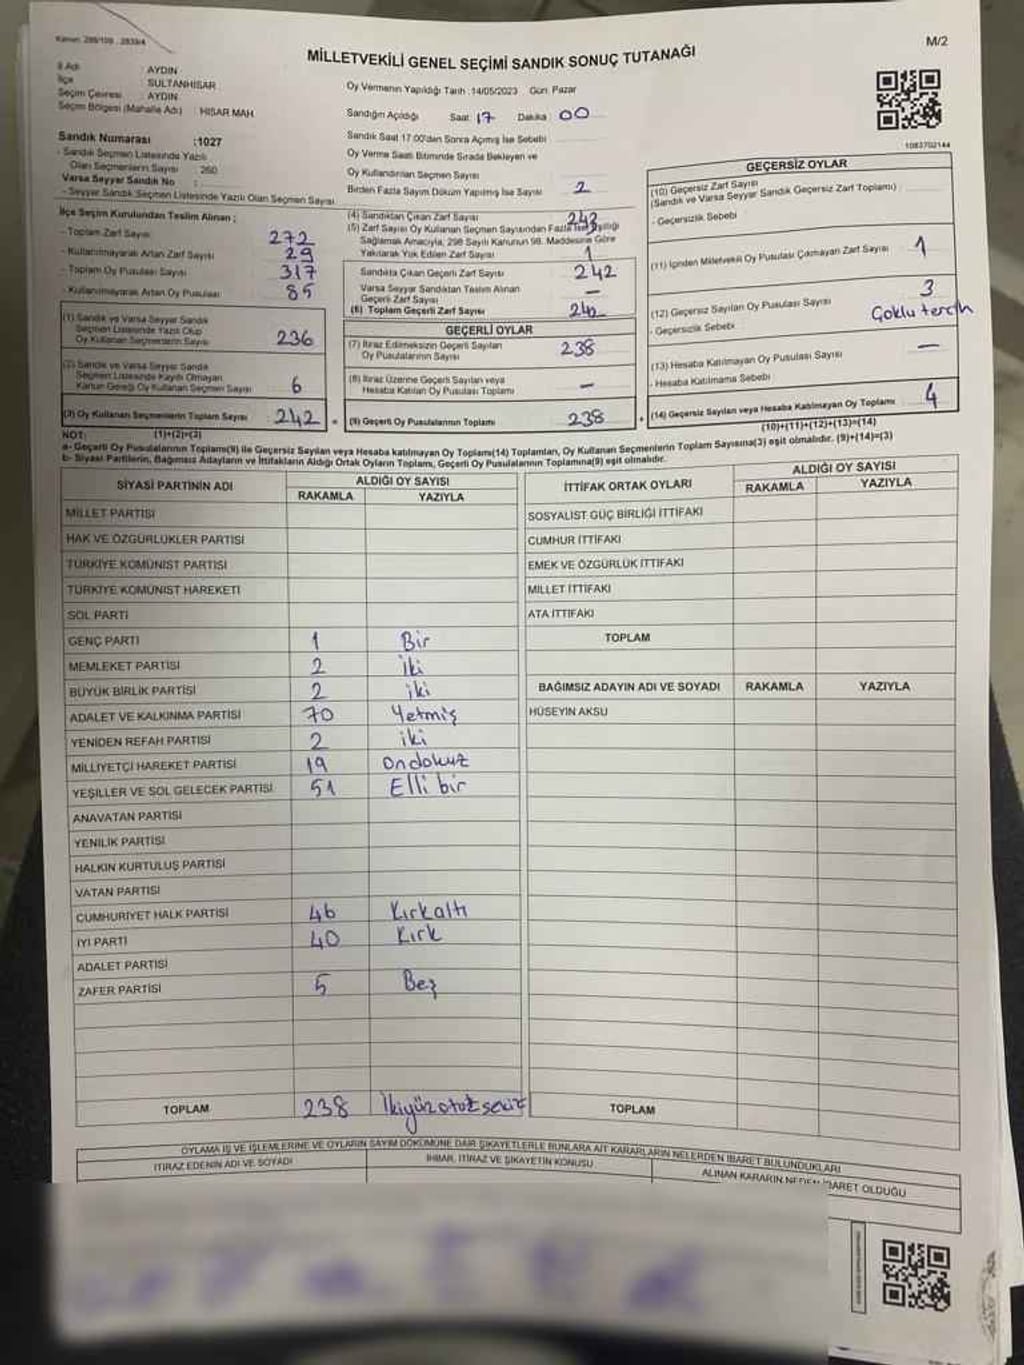 M/2
MİLLETVEKİLİ GENEL SEÇİMİ SANDIK SONUÇ TUTANAĞI
İl Adı : AYDIN
İlçe : SULTANHİSAR
Seçim Çevresi : AYDIN
Seçim Bölgesi (Mahalle Adı) : HİSAR MAH.
Sandık Numarası :1027
- Sandık Seçmen Listesinde Yazılı
Olan Seçmenlerin Sayısı : 260
Varsa Seyyar Sandık No :
- Seyyar Sandık Seçmen Listesinde Yazılı Olan Seçmen Sayısı
Oy Vermenin Yapıldığı Tarih :14/05/2023 Gün: Pazar
Sandığın Açıldığı Saat: 17 Dakika 00
Sandık Saat 17:00'dan Sonra Açımış İse Sebebi
Oy Verme Saati Bitiminde Sırada Bekleyen ve
Oy Kullandırılan Seçmen Sayısı
Birden Fazla Sayım Döküm Yapılmış İse Sayısı 2
1083702144
İlçe Seçim Kurulundan Teslim Alınan ;
- Toplam Zarf Sayısı 272
- Kullanılmayarak Artan Zarf Sayısı 29
- Toplam Oy Pusulası Sayısı 317
- Kullanılmayarak Artan Oy Pusulası 85
(1) Sandık ve Varsa Seyyar Sandık
Seçmen Listesinde Yazılı Olup
Oy Kullanan Seçmenlerin Sayısı 236
(2) Sandık ve Varsa Seyyar Sandık
Seçmen Listesinde Kayıtlı Olmayan
Kanun Gereği Oy Kullanan Seçmen Sayısı 6
(3) Oy Kullanan Seçmenlerin Toplam Sayısı 242
(1)+(2)=(3)
(4) Sandıktan Çıkan Zarf Sayısı 243
(5) Zarf Sayısı Oy Kullanan Seçmen Sayısından Fazla İse Eşitliği
Sağlamak Amacıyla, 298 Sayılı Kanunun 98. Maddesine Göre
Yakılarak Yok Edilen Zarf Sayısı 1
Sandıkta Çıkan Geçerli Zarf Sayısı 242
Varsa Seyyar Sandıktan Teslim Alınan
Geçerli Zarf Sayısı —
(6) Toplam Geçerli Zarf Sayısı 242
GEÇERLİ OYLAR
(7) İtiraz Edilmeksizin Geçerli Sayılan
Oy Pusulalarının Sayısı 238
(8) İtiraz Üzerine Geçerli Sayılan veya
Hesaba Katılan Oy Pusulası Toplamı —
(9) Geçerli Oy Pusulalarının Toplamı 238
GEÇERSİZ OYLAR
(10) Geçersiz Zarf Sayısı
(Sandık ve Varsa Seyyar Sandık Geçersiz Zarf Toplamı)
- Geçersizlik Sebebi
(11) İçinden Milletvekili Oy Pusulası Çıkmayan Zarf Sayısı 1
(12) Geçersiz Sayılan Oy Pusulası Sayısı 3
- Geçersizlik Sebebi Çoklu tercih
(13) Hesaba Katılmayan Oy Pusulası Sayısı —
- Hesaba Katılmama Sebebi
(14) Geçersiz Sayılan veya Hesaba Katılmayan Oy Toplamı 4
(10)+(11)+(12)+(13)=(14)
NOT:
a- Geçerli Oy Pusulalarının Toplamı(9) ile Geçersiz Sayılan veya Hesaba katılmayan Oy Toplamı(14) Toplamları, Oy Kullanan Seçmenlerin Toplam Sayısına(3) eşit olmalıdır. (9)+(14)=(3)
b- Siyasi Partilerin, Bağımsız Adayların ve İttifakların Aldığı Ortak Oyların Toplamı, Geçerli Oy Pusulalarının Toplamına(9) eşit olmalıdır.
SİYASİ PARTİNİN ADI ALDIĞI OY SAYISI
RAKAMLA YAZIYLA
MİLLET PARTİSİ
HAK VE ÖZGÜRLÜKLER PARTİSİ
TÜRKİYE KOMÜNİST PARTİSİ
TÜRKİYE KOMÜNİST HAREKETİ
SOL PARTİ
GENÇ PARTİ 1 Bir
MEMLEKET PARTİSİ 2 iki
BÜYÜK BİRLİK PARTİSİ 2 iki
ADALET VE KALKINMA PARTİSİ 70 Yetmiş
YENİDEN REFAH PARTİSİ 2 iki
MİLLİYETÇİ HAREKET PARTİSİ 19 ondokuz
YEŞİLLER VE SOL GELECEK PARTİSİ 51 Elli bir
ANAVATAN PARTİSİ
YENİLİK PARTİSİ
HALKIN KURTULUŞ PARTİSİ
VATAN PARTİSİ
CUMHURİYET HALK PARTİSİ 46 Kırkaltı
İYİ PARTİ 40 Kırk
ADALET PARTİSİ
ZAFER PARTİSİ 5 Beş
TOPLAM 238 İkiyüzotuzsekiz
İTTİFAK ORTAK OYLARI ALDIĞI OY SAYISI
RAKAMLA YAZIYLA
SOSYALİST GÜÇ BİRLİĞİ İTTİFAKI
CUMHUR İTTİFAKI
EMEK VE ÖZGÜRLÜK İTTİFAKI
MİLLET İTTİFAKI
ATA İTTİFAKI
TOPLAM
BAĞIMSIZ ADAYIN ADI VE SOYADI RAKAMLA YAZIYLA
HÜSEYİN AKSU
TOPLAM
OYLAMA İŞ VE İŞLEMLERİNE VE OYLARIN SAYIM DÖKÜMÜNE DAİR ŞİKAYETLERLE BUNLARA AİT KARARLARIN NELERDEN İBARET BULUNDUKLARI
İTİRAZ EDENİN ADI VE SOYADI İHBAR, İTİRAZ VE ŞİKAYETİN KONUSU ALINAN KARARIN NEDEN İBARET OLDUĞU